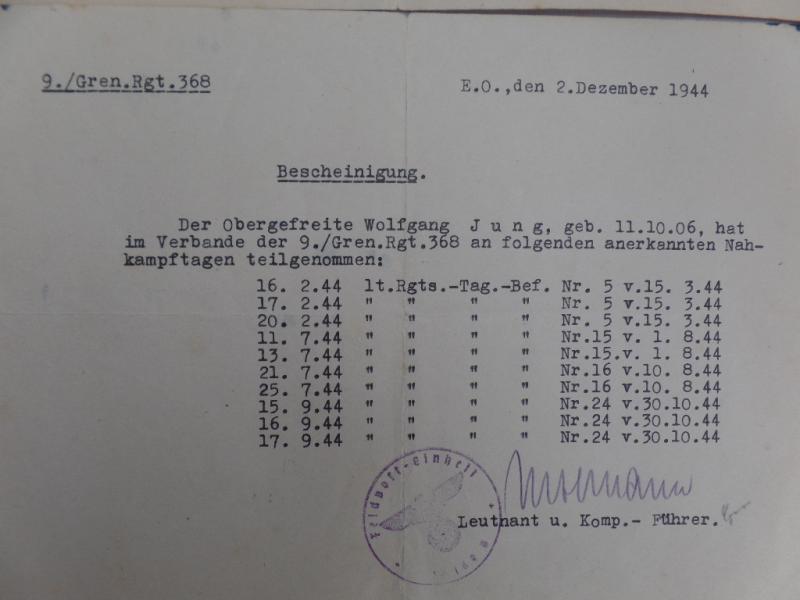 9./Gren.Rgt.368
E.O.,den 2.Dezember 1944
Bescheinigung.
Der Obergefreite Wolfgang J u n g, geb. 11.10.06, hat
im Verbande der 9./Gren.Rgt.368 an folgenden anerkannten Nah-
kampftagen teilgenommen:
16. 2.44 lt.Rgts.-Tag.-Bef. Nr. 5 v.15. 3.44
17. 2.44 " " " " Nr. 5 v.15. 3.44
20. 2.44 " " " " Nr. 5 v.15. 3.44
11. 7.44 " " " " Nr.15 v. 1. 8.44
13. 7.44 " " " " Nr.15.v. 1. 8.44
21. 7.44 " " " " Nr.16 v.10. 8.44
25. 7.44 " " " " Nr.16 v.10. 8.44
15. 9.44 " " " " Nr.24 v.30.10.44
16. 9.44 " " " " Nr.24 v.30.10.44
17. 9.44 " " " " Nr.24 v.30.10.44
Feldpost-Einheit
Leuthant u. Komp.- Führer.